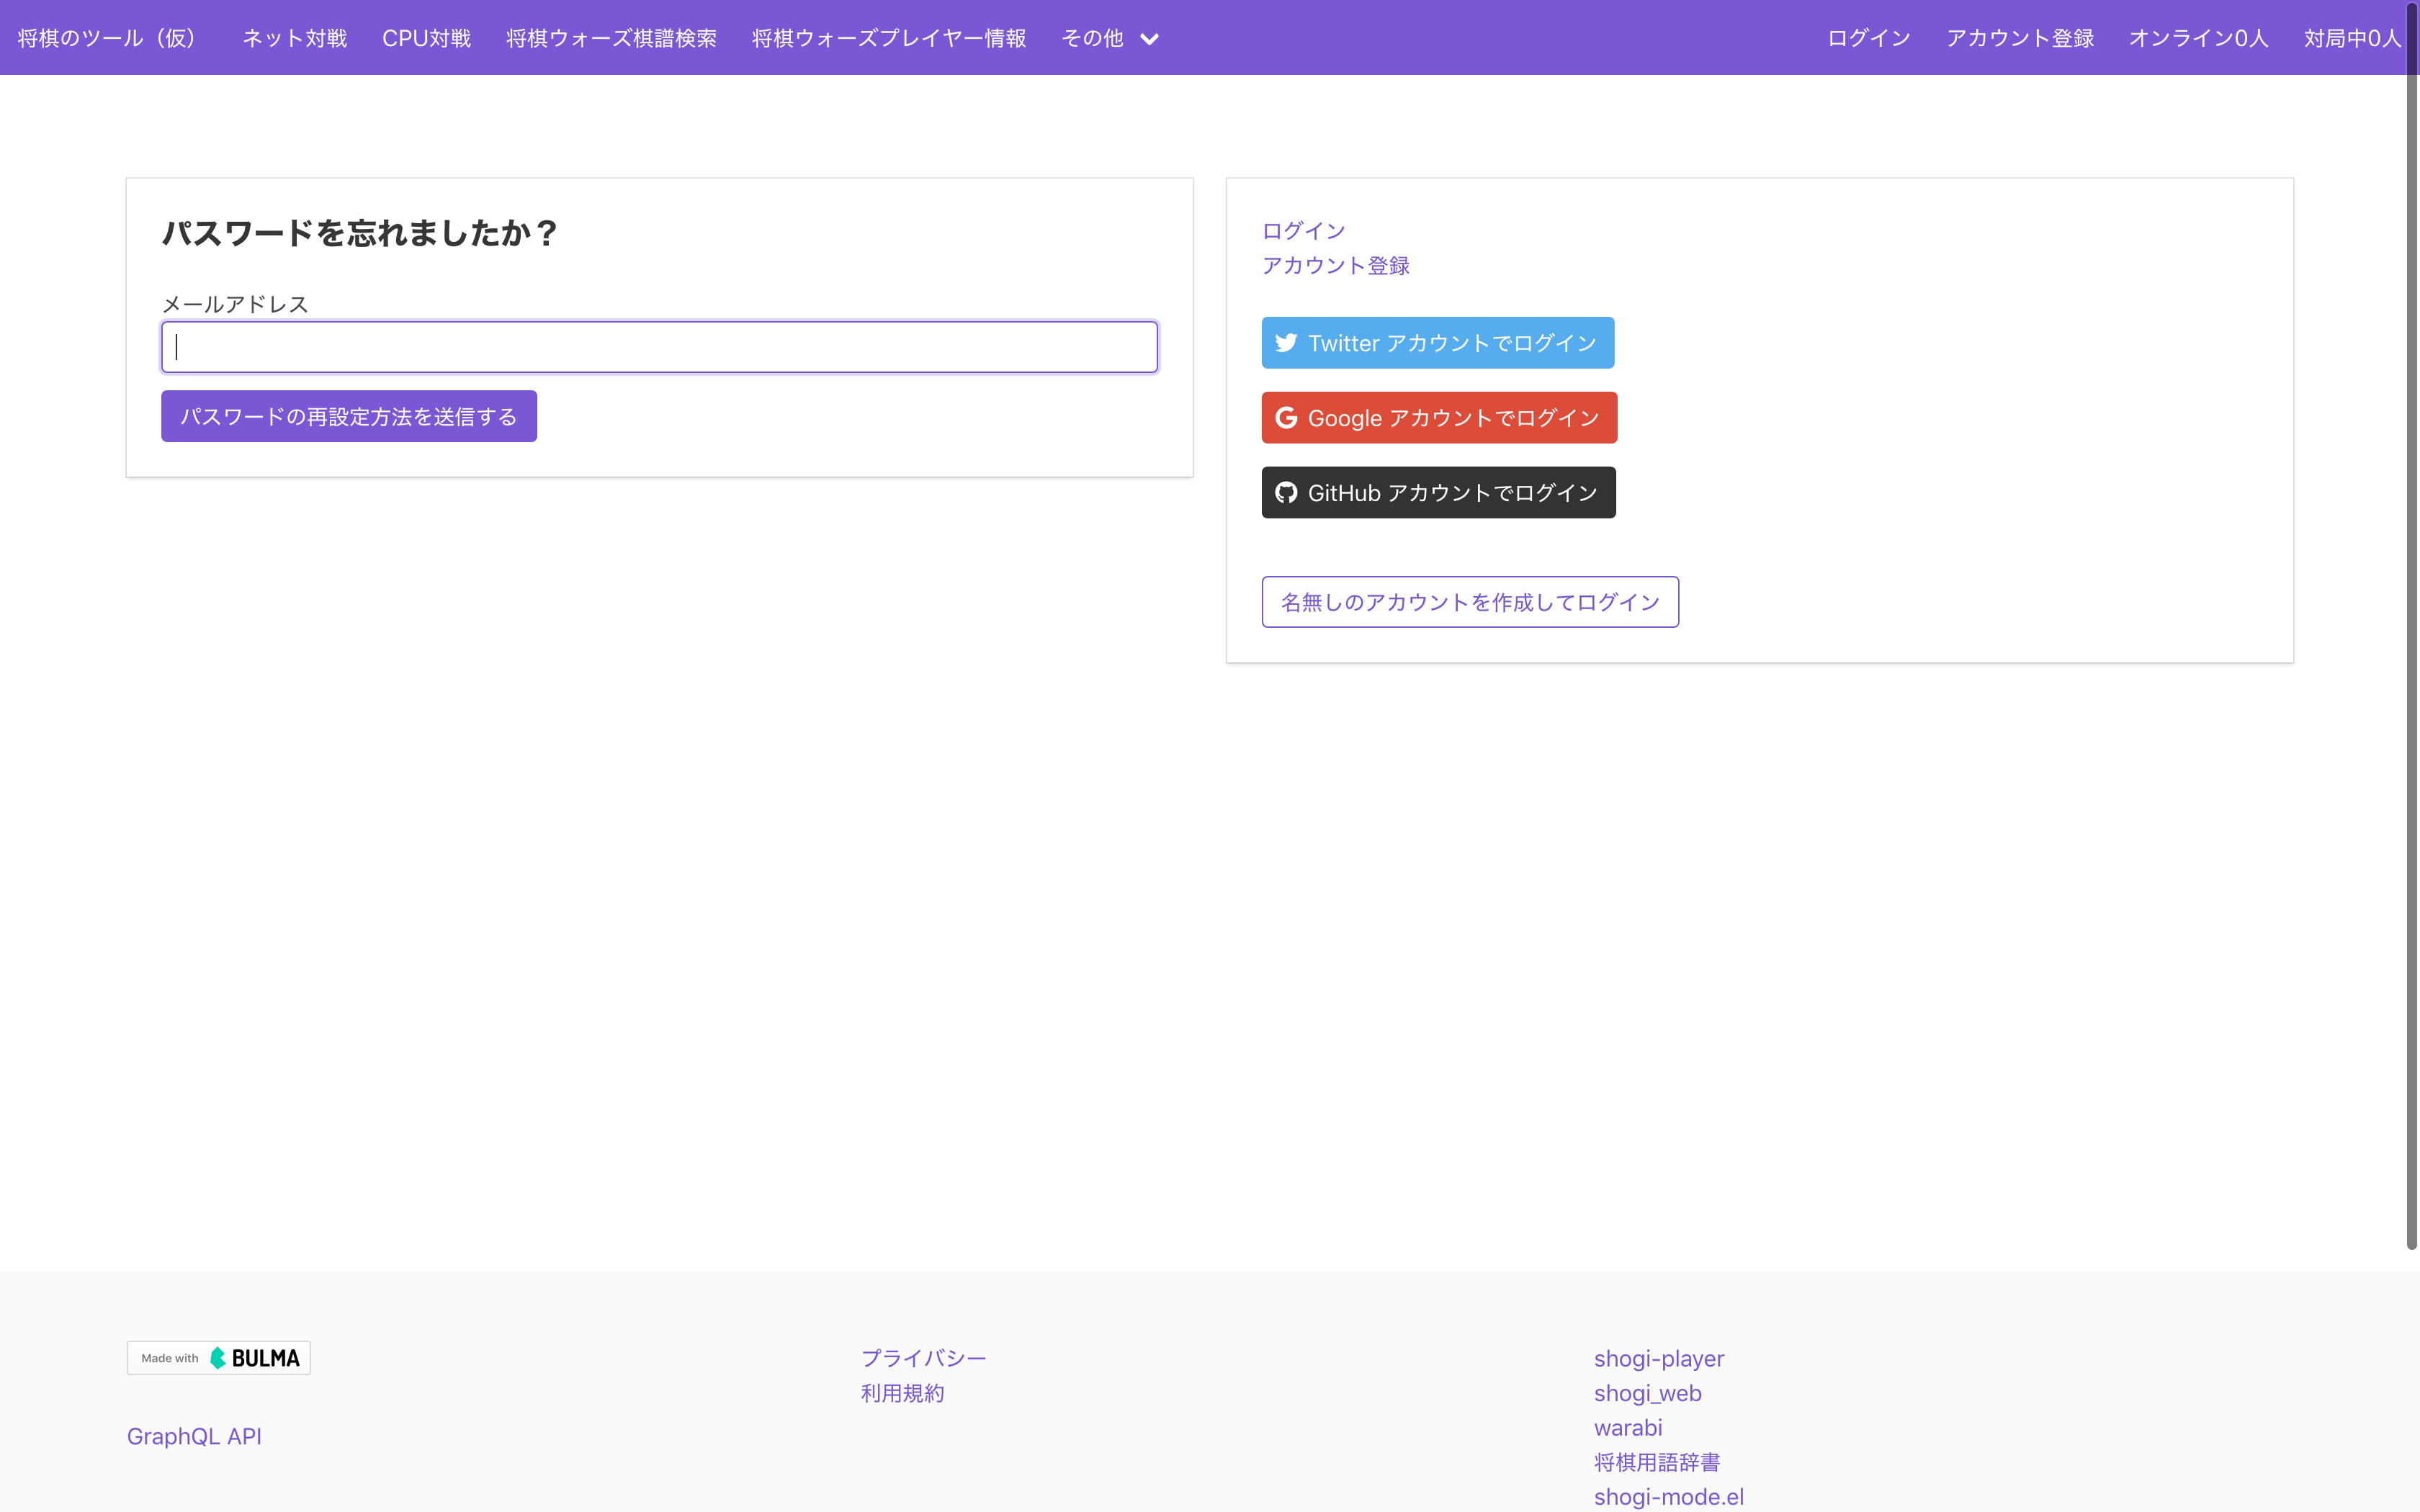 将棋のツール（仮） ネット対戦 CPU対戦 将棋ウォーズ棋譜検索 将棋ウォーズプレイヤー情報 その他 ログイン アカウント登録 オンライン0人 対局中0人
パスワードを忘れましたか？
メールアドレス
パスワードの再設定方法を送信する
ログイン
アカウント登録
Twitter アカウントでログイン
Google アカウントでログイン
GitHub アカウントでログイン
名無しのアカウントを作成してログイン
Made with BULMA
GraphQL API
プライバシー
利用規約
shogi-player
shogi_web
warabi
将棋用語辞書
shogi-mode.el